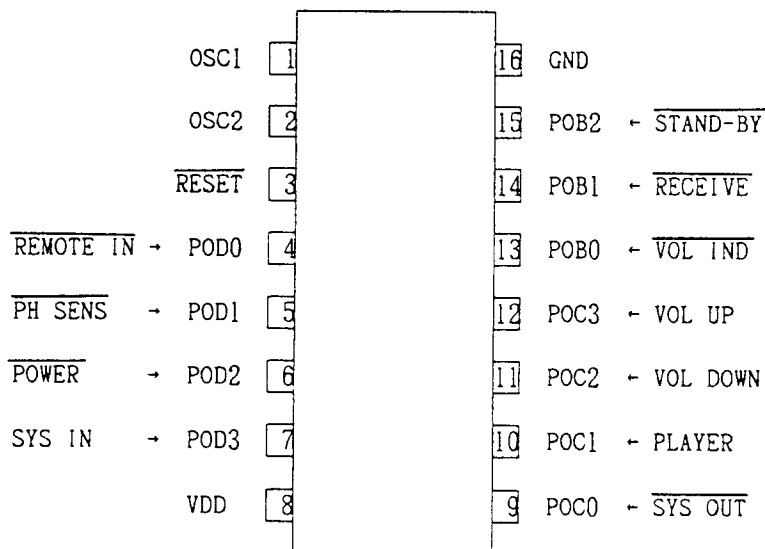 OSC1 1 16 GND
OSC2 2 15 POB2 ← STAND-BY
RESET 3 14 POB1 ← RECEIVE
REMOTE IN → POD0 4 13 POB0 ← VOL IND
PH SENS → POD1 5 12 POC3 ← VOL UP
POWER → POD2 6 11 POC2 ← VOL DOWN
SYS IN → POD3 7 10 POC1 ← PLAYER
VDD 8 9 POC0 ← SYS OUT